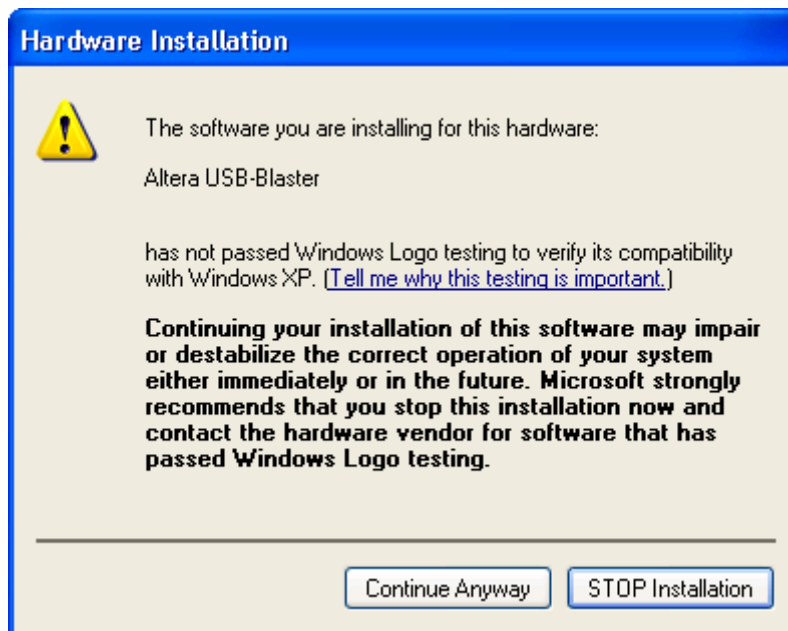 Hardware Installation
The software you are installing for this hardware:
Altera USB-Blaster
has not passed Windows Logo testing to verify its compatibility
with Windows XP. (Tell me why this testing is important.)
Continuing your installation of this software may impair
or destabilize the correct operation of your system
either immediately or in the future. Microsoft strongly
recommends that you stop this installation now and
contact the hardware vendor for software that has
passed Windows Logo testing.
Continue Anyway
STOP Installation